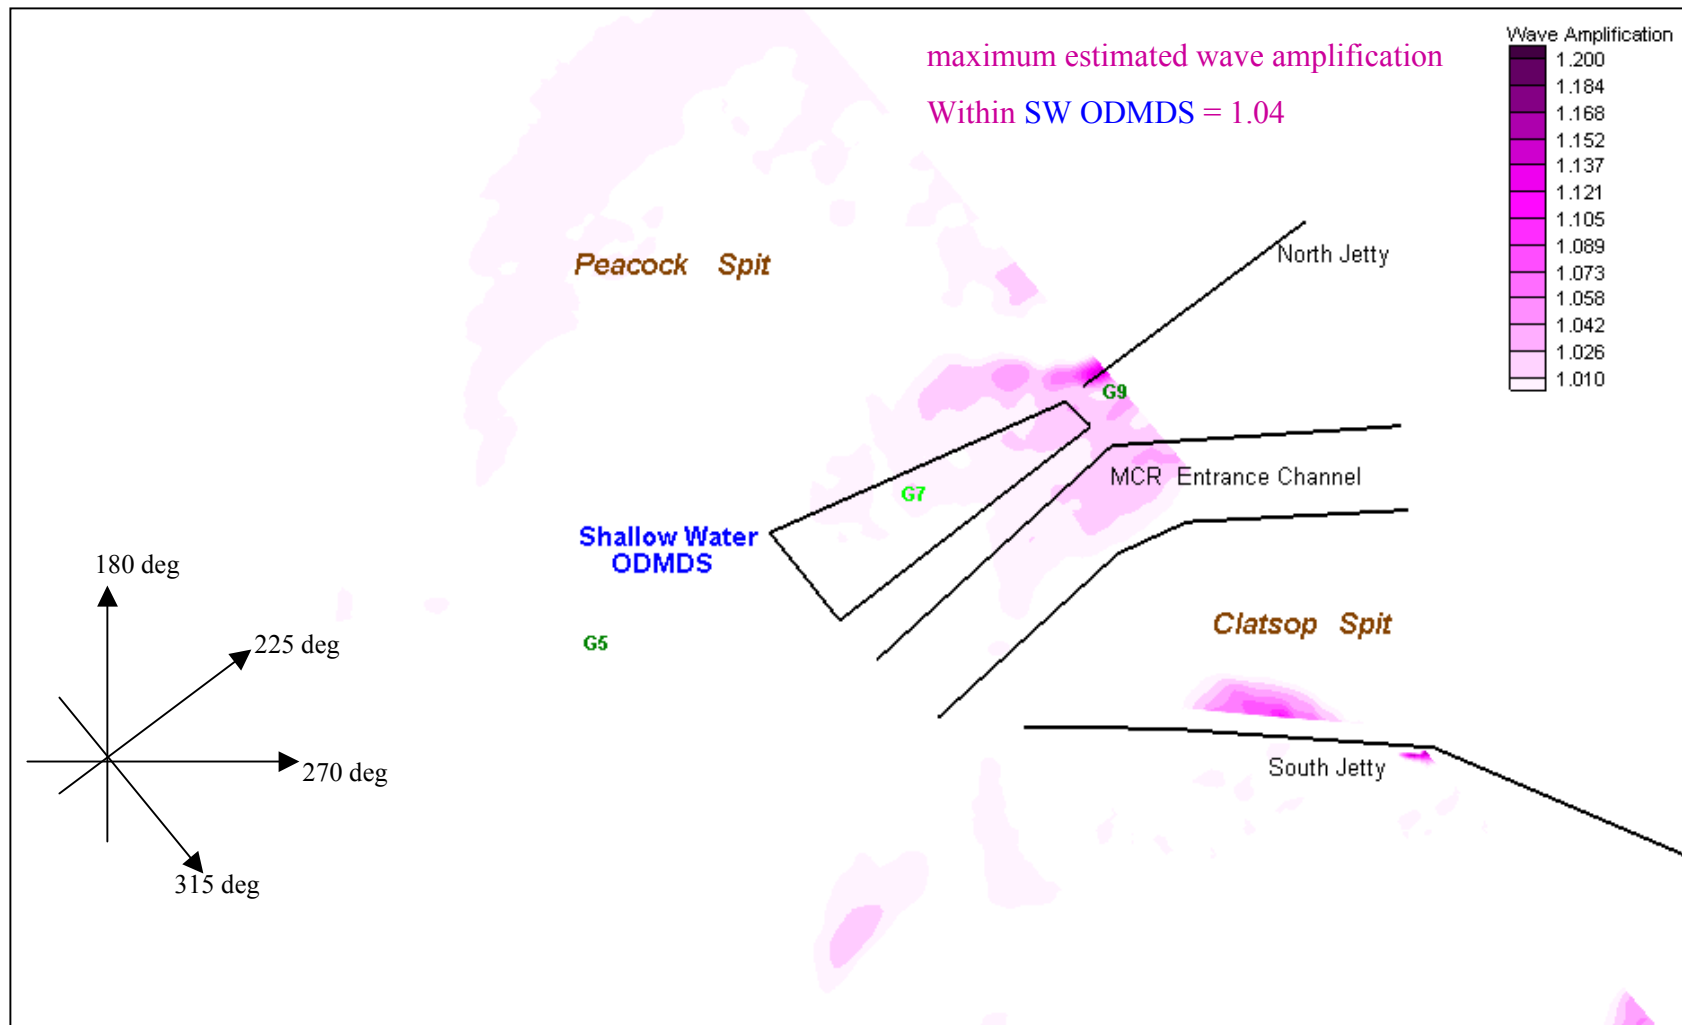 maximum estimated wave amplification
Within SW ODMDS = 1.04
Wave Amplification
1.200
1.184
1.168
1.152
1.137
1.121
1.105
1.089
1.073
1.058
1.042
1.026
1.010
North Jetty
Peacock Spit
G9
MCR Entrance Channel
G7
Shallow Water
ODMDS
180 deg
225 deg
270 deg
315 deg
G5
Clatsop Spit
South Jetty